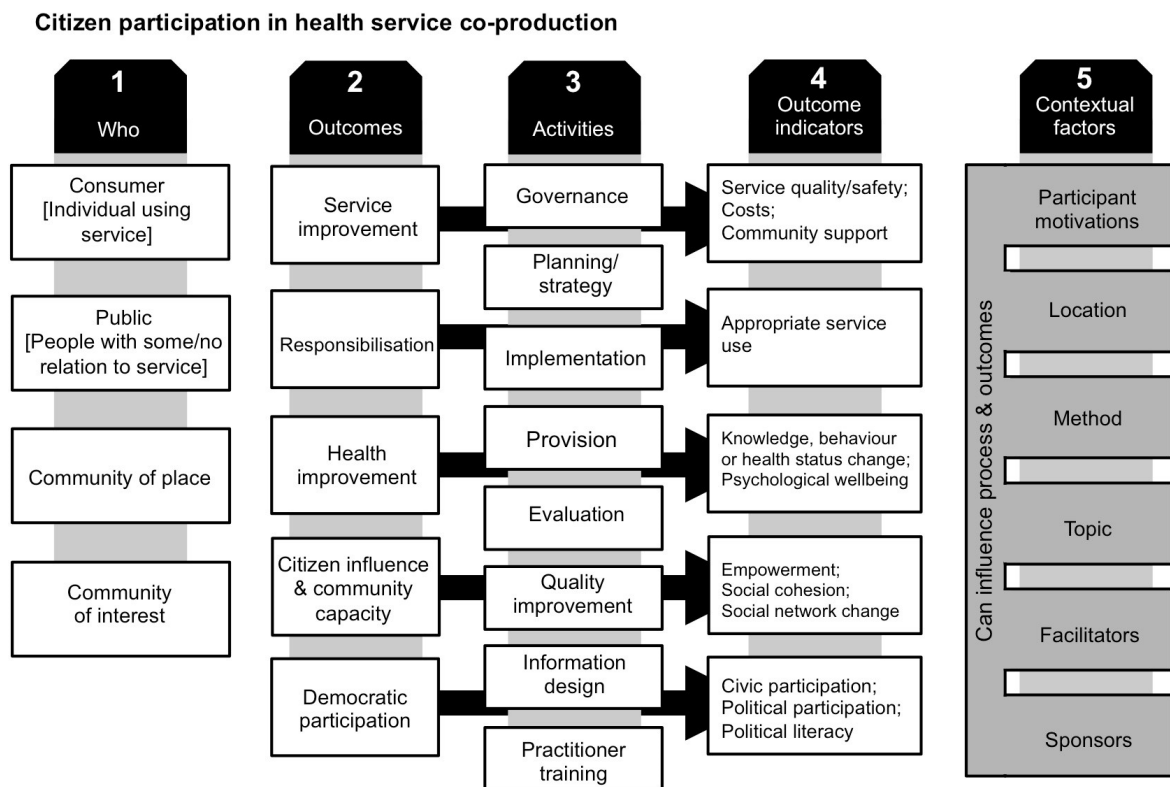 Citizen participation in health service co-production
1
Who
Consumer
[Individual using
service]
Public
[People with some/no
relation to service]
Community of place
Community
of interest
2
Outcomes
Service
improvement
Responsibilisation
Health
improvement
Citizen influence
& community
capacity
Democratic
participation
3
Activities
Governance
Planning/
strategy
Implementation
Provision
Evaluation
Quality
improvement
Information
design
Practitioner
training
4
Outcome
indicators
Service quality/safety;
Costs;
Community support
Appropriate service
use
Knowledge, behaviour
or health status change;
Psychological wellbeing
Empowerment;
Social cohesion;
Social network change
Civic participation;
Political participation;
Political literacy
5
Contextual
factors
Can influence process & outcomes
Participant
motivations
Location
Method
Topic
Facilitators
Sponsors